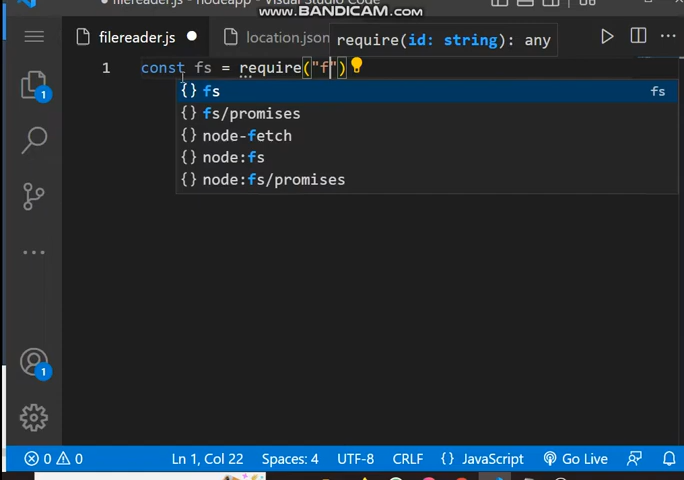 nodeapp - Visual Studio Code
www.BANDICAM.com
filereader.js
location.json
require(id: string): any
1 const fs = require("f")
{} fs fs
{} fs/promises
{} node-fetch
{} node:fs
{} node:fs/promises
1
1
0 0 Ln 1, Col 22 Spaces: 4 UTF-8 CRLF {} JavaScript Go Live